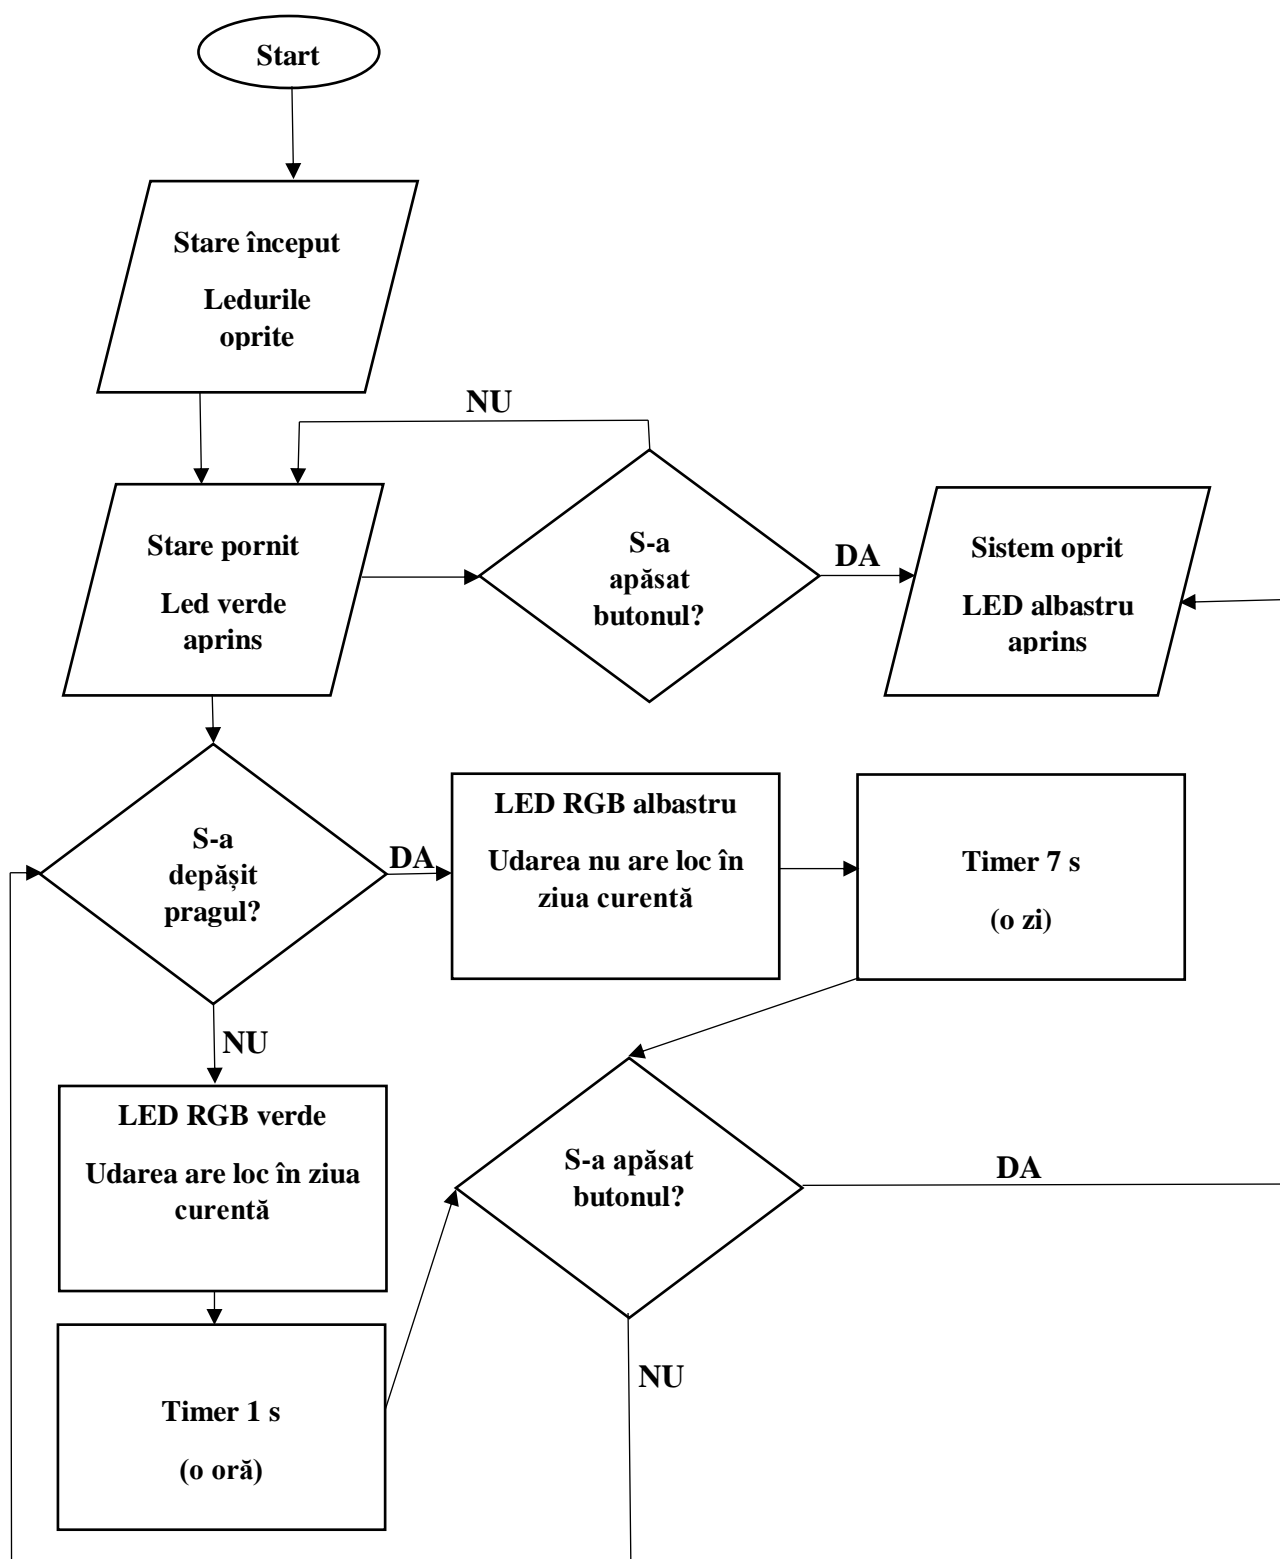 Start
Stare început
Ledurile
oprite
NU
Stare pornit
Led verde
aprins
S-a
apăsat
butonul?
DA
Sistem oprit
LED albastru
aprins
S-a
depășit
pragul?
DA
LED RGB albastru
Udarea nu are loc în
ziua curentă
Timer 7 s
(o zi)
NU
LED RGB verde
Udarea are loc în ziua
curentă
S-a apăsat
butonul?
DA
NU
Timer 1 s
(o oră)